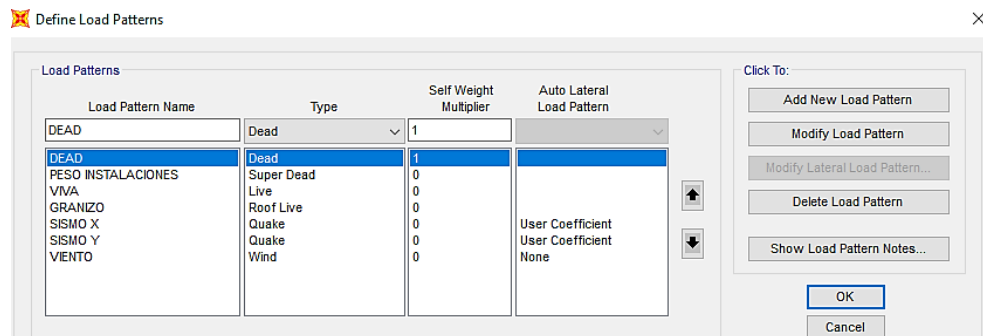 Define Load Patterns
Load Patterns
Click To:
Load Pattern Name Type Self Weight Multiplier Auto Lateral Load Pattern
DEAD Dead 1
DEAD Dead 1
PESO INSTALACIONES Super Dead 0
VIVA Live 0
GRANIZO Roof Live 0
SISMO X Quake 0 User Coefficient
SISMO Y Quake 0 User Coefficient
VIENTO Wind 0 None
Add New Load Pattern
Modify Load Pattern
Modify Lateral Load Pattern...
Delete Load Pattern
Show Load Pattern Notes...
OK
Cancel